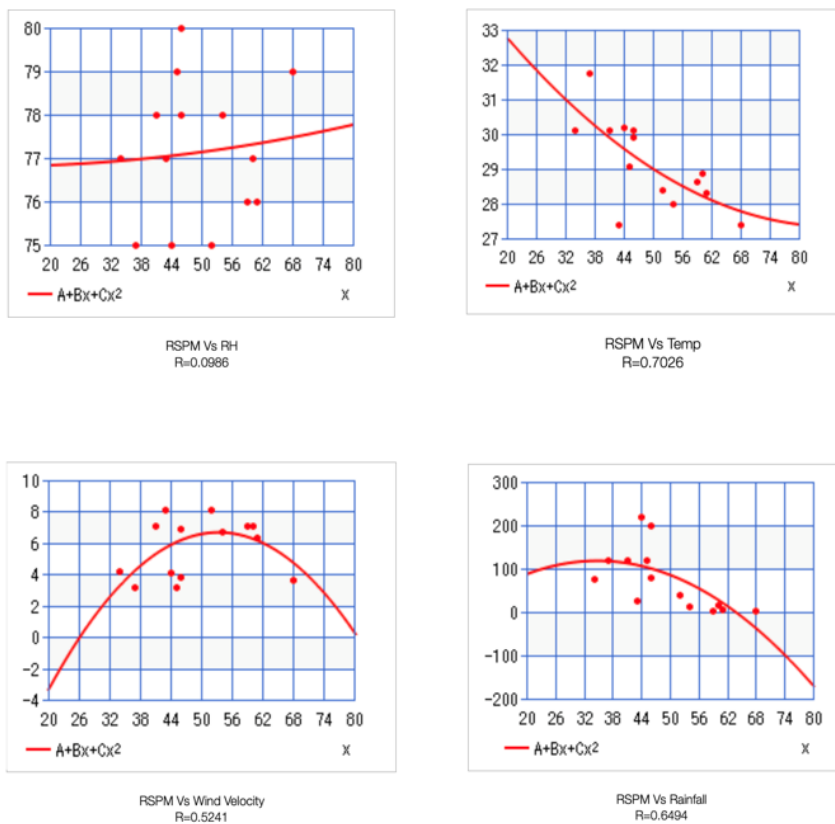 80
79
78
77
76
75
20 26 32 38 44 50 56 62 68 74 80
A+Bx+Cx²
X
RSPM Vs RH
R=0.0986
33
32
31
30
29
28
27
20 26 32 38 44 50 56 62 68 74 80
A+Bx+Cx²
X
RSPM Vs Temp
R=0.7026
10
8
6
4
2
0
-2
-4
20 26 32 38 44 50 56 62 68 74 80
A+Bx+Cx²
X
RSPM Vs Wind Velocity
R=0.5241
300
200
100
0
-100
-200
20 26 32 38 44 50 56 62 68 74 80
A+Bx+Cx²
X
RSPM Vs Rainfall
R=0.6494